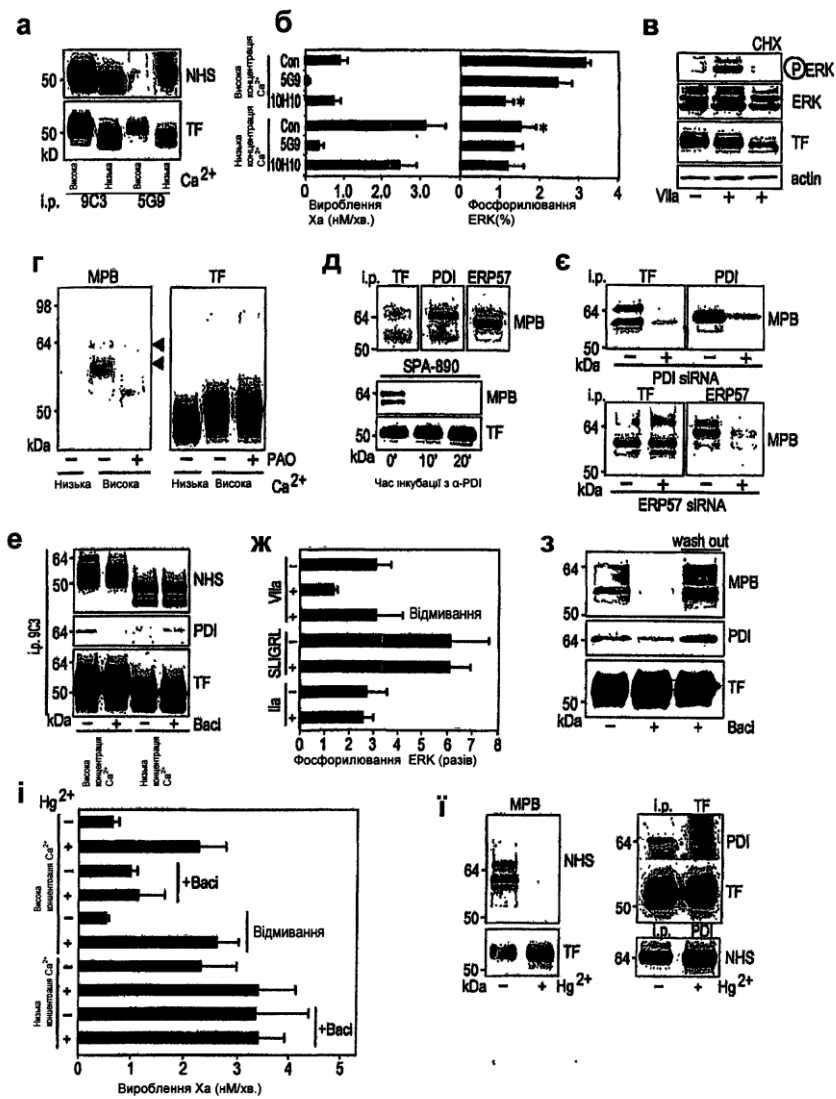 а
50
NHS
50
kD
TF
Висока
Низька
Висока
Низька
Ca²⁺
i.p.
9C3
5G9
б
Висока концентрація Ca²⁺
Con
5G9
10H10
Низька концентрація Ca²⁺
Con
5G9
10H10
*
*
0
1.0
2.0
3.0
0
1
2
3
4
Вироблення Xa (нМ/хв.)
Фосфорилювання ERK(%)
в
CHX
PERK
ERK
TF
actin
VIIa
− + +
г
MPB
TF
98
64
50
kDa
− − +
− − +
PAO
Низька
Висока
Низька
Висока
Ca²⁺
д
i.p.
TF
PDI
ERP57
64
50
MPB
SPA-890
MPB
50
TF
kDa
0'
10'
20'
Час інкубації з α-PDI
є
i.p.
TF
PDI
64
50
MPB
− + − +
PDI siRNA
i.p.
TF
ERP57
64
50
MPB
kDa
− + − +
ERP57 siRNA
е
i.p. 9C3
64
50
NHS
64
PDI
64
50
TF
kDa
− + − +
Baci
Висока концентрація Ca²⁺
Низька концентрація Ca²⁺
ж
VIIa
−
+
+
Відмивання
SLIGRL
−
+
IIa
−
+
0 1 2 3 4 5 6 7 8
Фосфорилювання ERK (разів)
з
wash out
64
50
MPB
64
PDI
50
TF
kDa
− + +
Baci
і
Hg²⁺
Висока концентрація Ca²⁺
−
+
−
+
+Baci
−
+
Відмивання
Низька концентрація Ca²⁺
−
+
−
+
+Baci
0 1 2 3 4 5
Вироблення Xa (нМ/хв.)
ї
MPB
64
NHS
50
TF
kDa
− +
Hg²⁺
i.p.
TF
64
PDI
50
TF
i.p.
PDI
64
NHS
− +
Hg²⁺